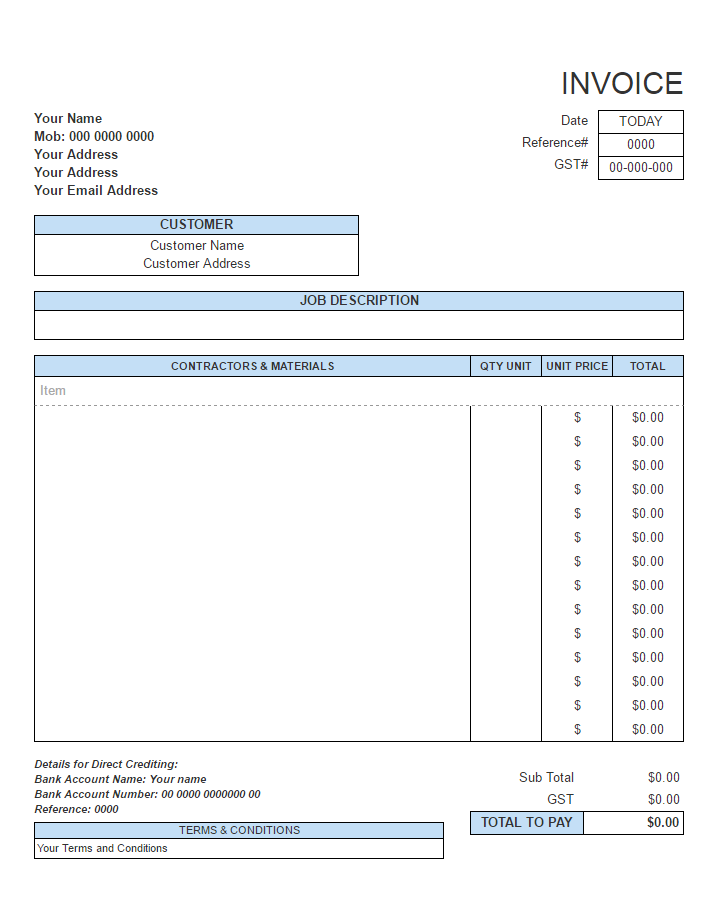 INVOICE
Your Name
Date TODAY
Mob: 000 0000 0000
Reference# 0000
Your Address
Your Address
GST# 00-000-000
Your Email Address
CUSTOMER
Customer Name
Customer Address
JOB DESCRIPTION
CONTRACTORS & MATERIALS QTY UNIT UNIT PRICE TOTAL
Item
$ $0.00
$ $0.00
$ $0.00
$ $0.00
$ $0.00
$ $0.00
$ $0.00
$ $0.00
$ $0.00
$ $0.00
$ $0.00
$ $0.00
$ $0.00
$ $0.00
Details for Direct Crediting:
Bank Account Name: Your name
Bank Account Number: 00 0000 0000000 00
Reference: 0000
Sub Total $0.00
GST $0.00
TOTAL TO PAY $0.00
TERMS & CONDITIONS
Your Terms and Conditions